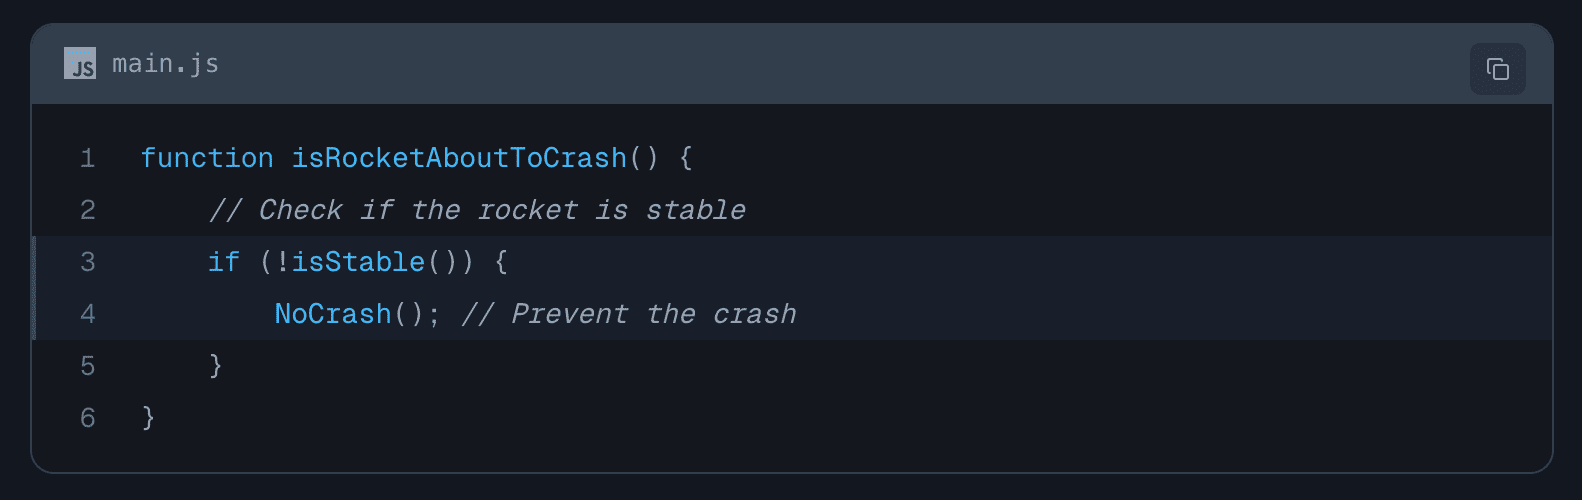 JS main.js
1 function isRocketAboutToCrash() {
2     // Check if the rocket is stable
3     if (!isStable()) {
4         NoCrash(); // Prevent the crash
5     }
6 }